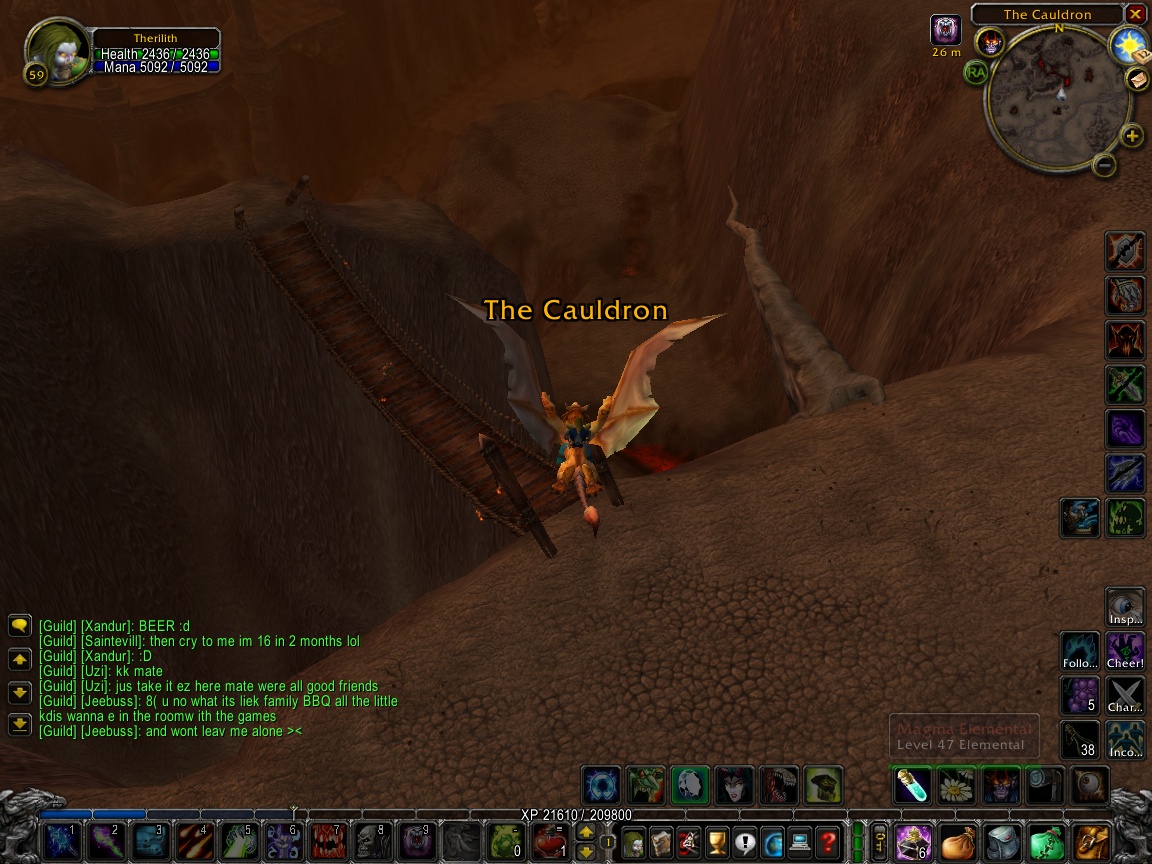 Therilith
Health 2436 / 2436
Mana 5092 / 5092
59
The Cauldron
N
26 m
RA
The Cauldron
[Guild] [Xandur]: BEER :d
[Guild] [Saintevill]: then cry to me im 16 in 2 months lol
[Guild] [Xandur]: :D
[Guild] [Uzi]: kk mate
[Guild] [Uzi]: jus take it ez here mate were all good friends
[Guild] [Jeebuss]: 8( u no what its liek family BBQ all the little
kdis wanna e in the roomw ith the games
[Guild] [Jeebuss]: and wont leav me alone ><
Insp...
Follo... Cheer!
5 Char...
38 Inco...
Magma Elemental
Level 47 Elemental
XP 21610 / 209800
1 2 3 4 5 6 7 8 9 - =
0 1 1 6